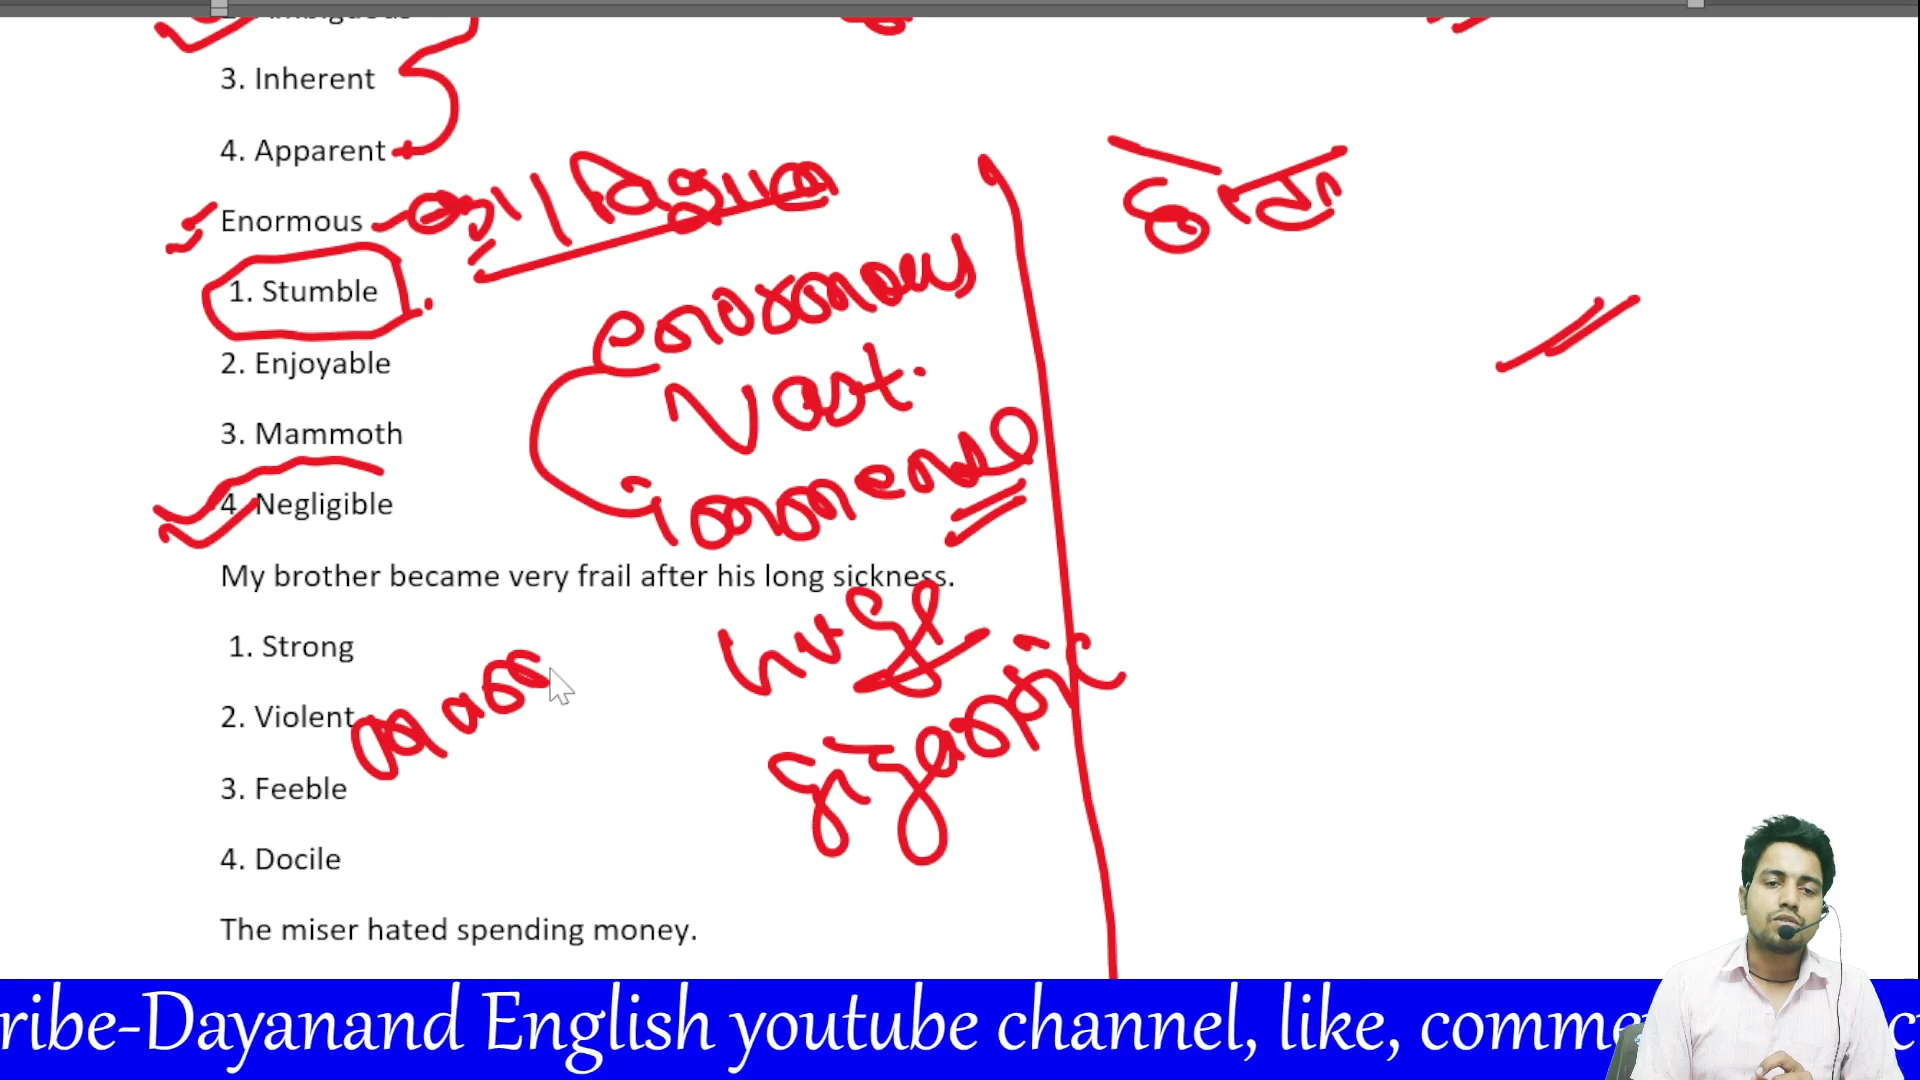 3. Inherent
4. Apparent
Enormous
1. Stumble
enormous
2. Enjoyable
Vast.
3. Mammoth
immense
4. Negligible
My brother became very frail after his long sickness.
huge
1. Strong
gigantic
2. Violent
3. Feeble
4. Docile
The miser hated spending money.
ribe-Dayanand English youtube channel, like, comme